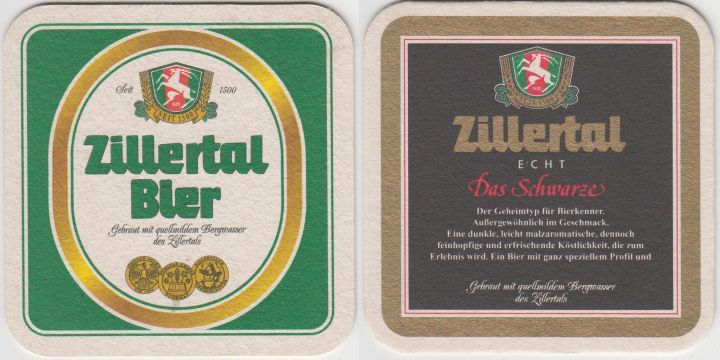 Seit 1500
SEIT 1500
Zillertal
Bier
Gebraut mit quellmildem Bergwasser
des Zillertals
Zillertal
ECHT
Das Schwarze
Der Geheimtyp für Bierkenner.
Außergewöhnlich im Geschmack.
Eine dunkle, leicht malzaromatische, dennoch
feinhopfige und erfrischende Köstlichkeit, die zum
Erlebnis wird. Ein Bier mit ganz speziellem Profil und
Gebraut mit quellmildem Bergwasser
des Zillertals